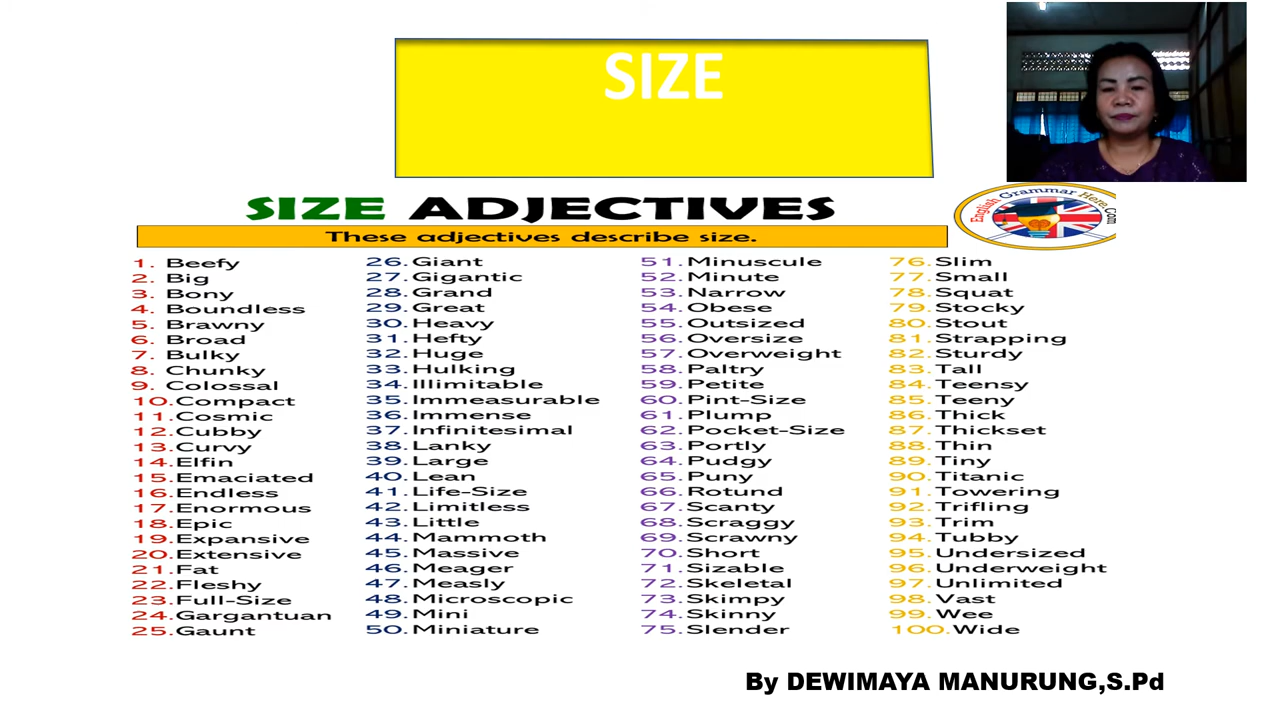 SIZE
SIZE ADJECTIVES
English Grammar Here.Com
These adjectives describe size.
1. Beefy
2. Big
3. Bony
4. Boundless
5. Brawny
6. Broad
7. Bulky
8. Chunky
9. Colossal
10.Compact
11.Cosmic
12.Cubby
13.Curvy
14.Elfin
15.Emaciated
16.Endless
17.Enormous
18.Epic
19.Expansive
20.Extensive
21.Fat
22.Fleshy
23.Full-Size
24.Gargantuan
25.Gaunt
26.Giant
27.Gigantic
28.Grand
29.Great
30.Heavy
31.Hefty
32.Huge
33.Hulking
34.Illimitable
35.Immeasurable
36.Immense
37.Infinitesimal
38.Lanky
39.Large
40.Lean
41.Life-Size
42.Limitless
43.Little
44.Mammoth
45.Massive
46.Meager
47.Measly
48.Microscopic
49.Mini
50.Miniature
51.Minuscule
52.Minute
53.Narrow
54.Obese
55.Outsized
56.Oversize
57.Overweight
58.Paltry
59.Petite
60.Pint-Size
61.Plump
62.Pocket-Size
63.Portly
64.Pudgy
65.Puny
66.Rotund
67.Scanty
68.Scraggy
69.Scrawny
70.Short
71.Sizable
72.Skeletal
73.Skimpy
74.Skinny
75.Slender
76.Slim
77.Small
78.Squat
79.Stocky
80.Stout
81.Strapping
82.Sturdy
83.Tall
84.Teensy
85.Teeny
86.Thick
87.Thickset
88.Thin
89.Tiny
90.Titanic
91.Towering
92.Trifling
93.Trim
94.Tubby
95.Undersized
96.Underweight
97.Unlimited
98.Vast
99.Wee
100.Wide
By DEWIMAYA MANURUNG,S.Pd